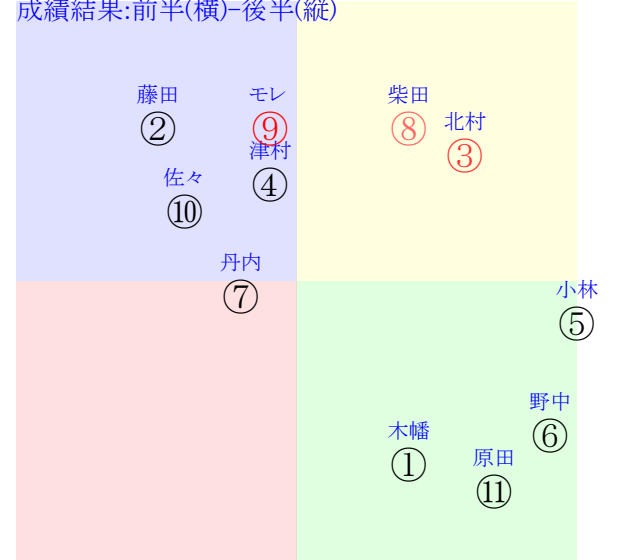 成績結果:前半(横)-後半(縦)
藤田
②
モレ
⑨
柴田
⑧
北村
③
津村
④
佐々
⑩
丹内
⑦
小林
⑤
野中
⑥
木幡
①
原田
⑪